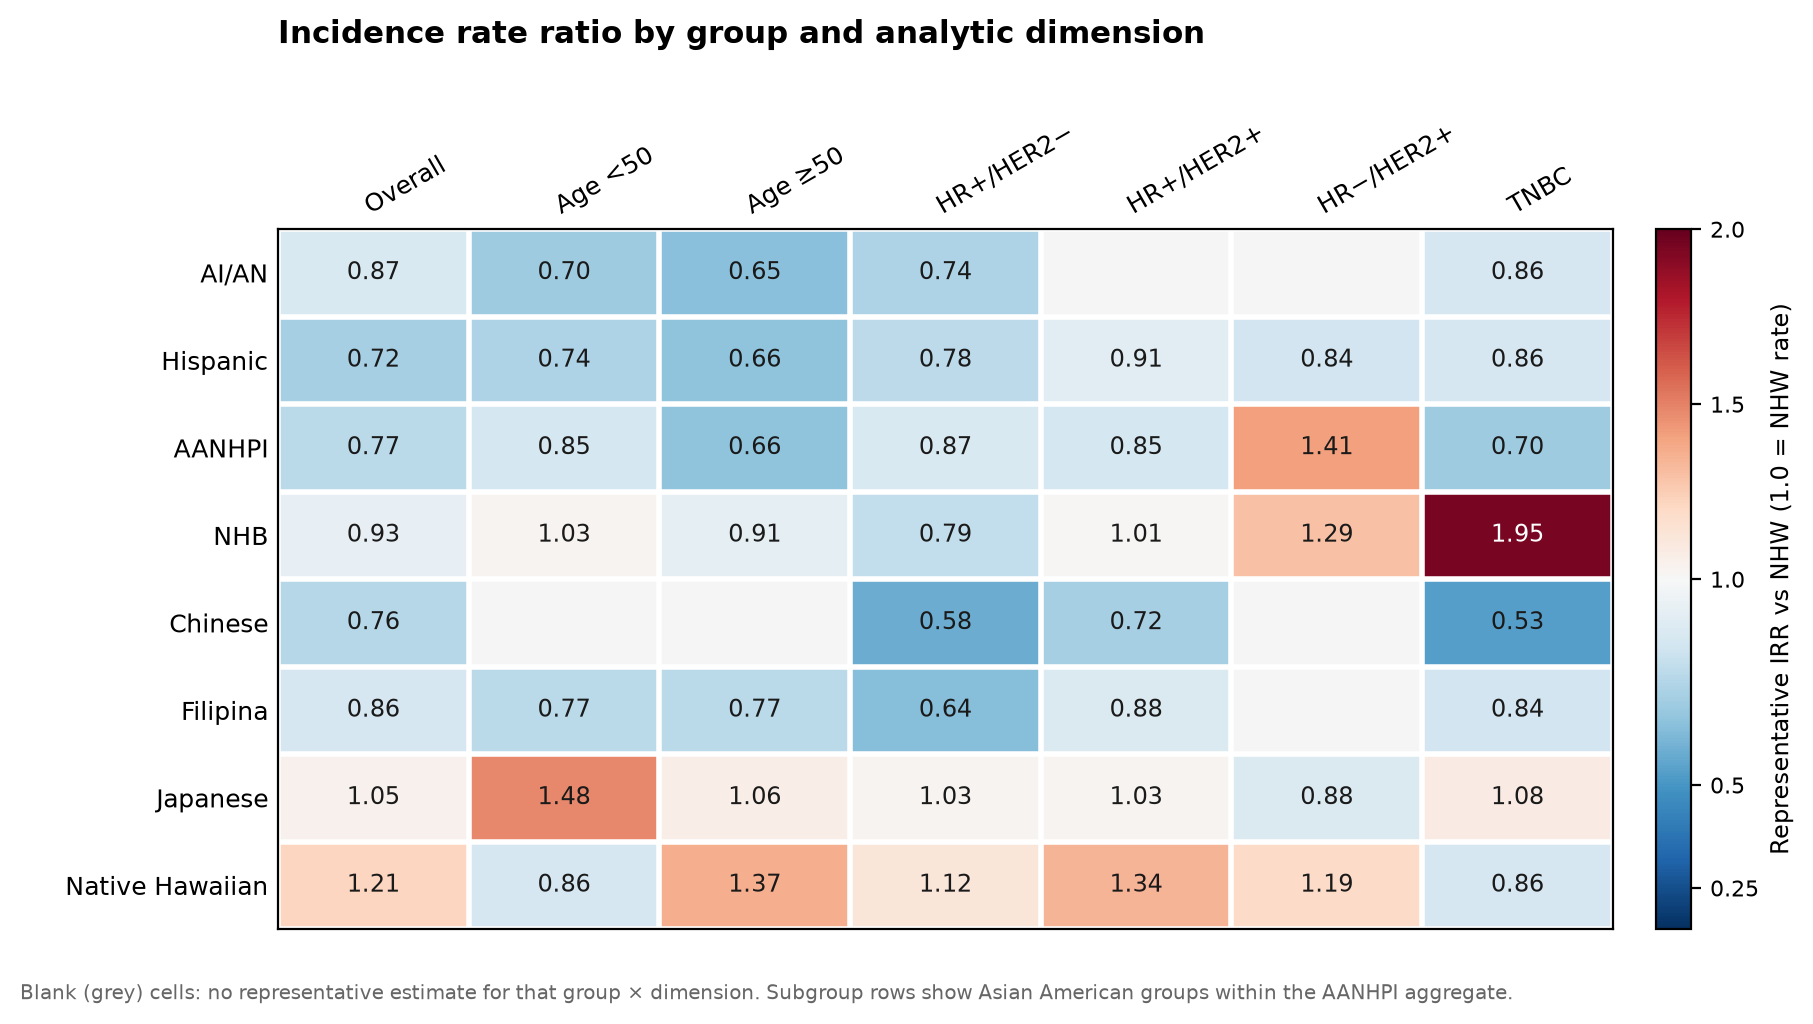 Incidence rate ratio by group and analytic dimension
Overall Age <50 Age ≥50 HR+/HER2− HR+/HER2+ HR−/HER2+ TNBC
AI/AN 0.87 0.70 0.65 0.74 0.86
Hispanic 0.72 0.74 0.66 0.78 0.91 0.84 0.86
AANHPI 0.77 0.85 0.66 0.87 0.85 1.41 0.70
NHB 0.93 1.03 0.91 0.79 1.01 1.29 1.95
Chinese 0.76 0.58 0.72 0.53
Filipina 0.86 0.77 0.77 0.64 0.88 0.84
Japanese 1.05 1.48 1.06 1.03 1.03 0.88 1.08
Native Hawaiian 1.21 0.86 1.37 1.12 1.34 1.19 0.86
2.0
1.5
1.0
0.5
0.25
Representative IRR vs NHW (1.0 = NHW rate)
Blank (grey) cells: no representative estimate for that group × dimension. Subgroup rows show Asian American groups within the AANHPI aggregate.